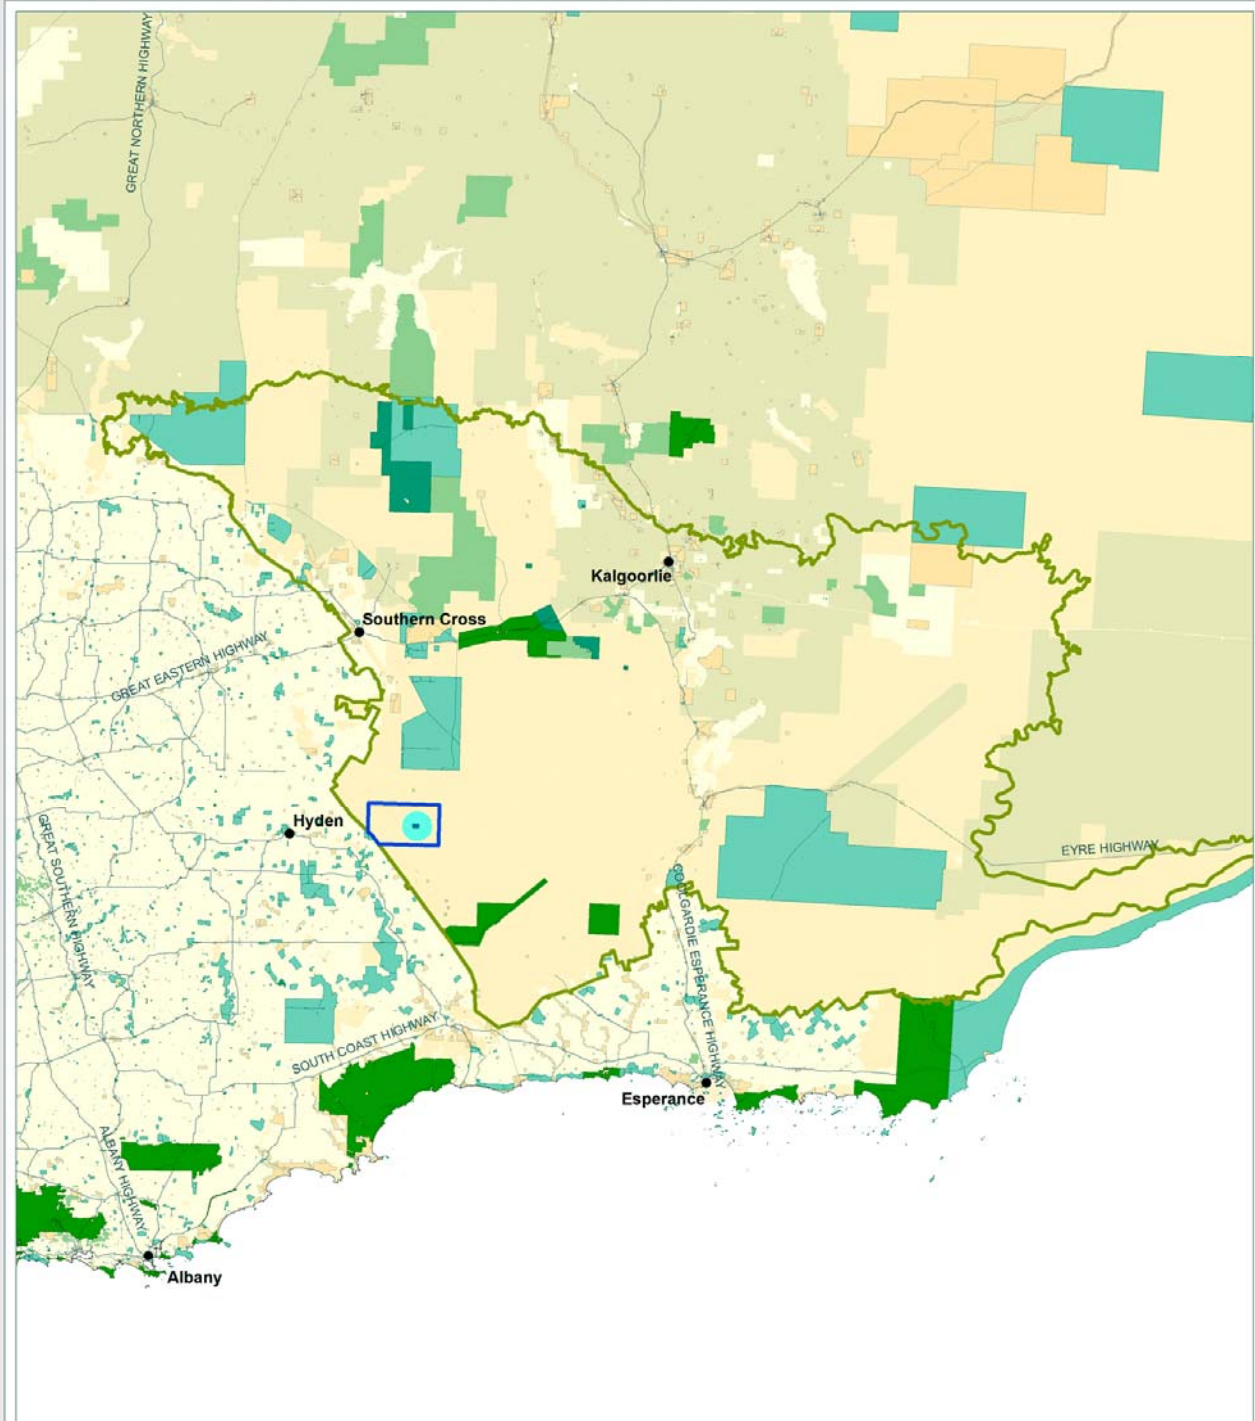 GREAT NORTHERN HIGHWAY
Kalgoorlie
Southern Cross
GREAT EASTERN HIGHWAY
Hyden
GREAT SOUTHERN HIGHWAY
EYRE HIGHWAY
COOLGARDIE ESPERANCE HIGHWAY
SOUTH COAST HIGHWAY
Esperance
ALBANY HIGHWAY
Albany